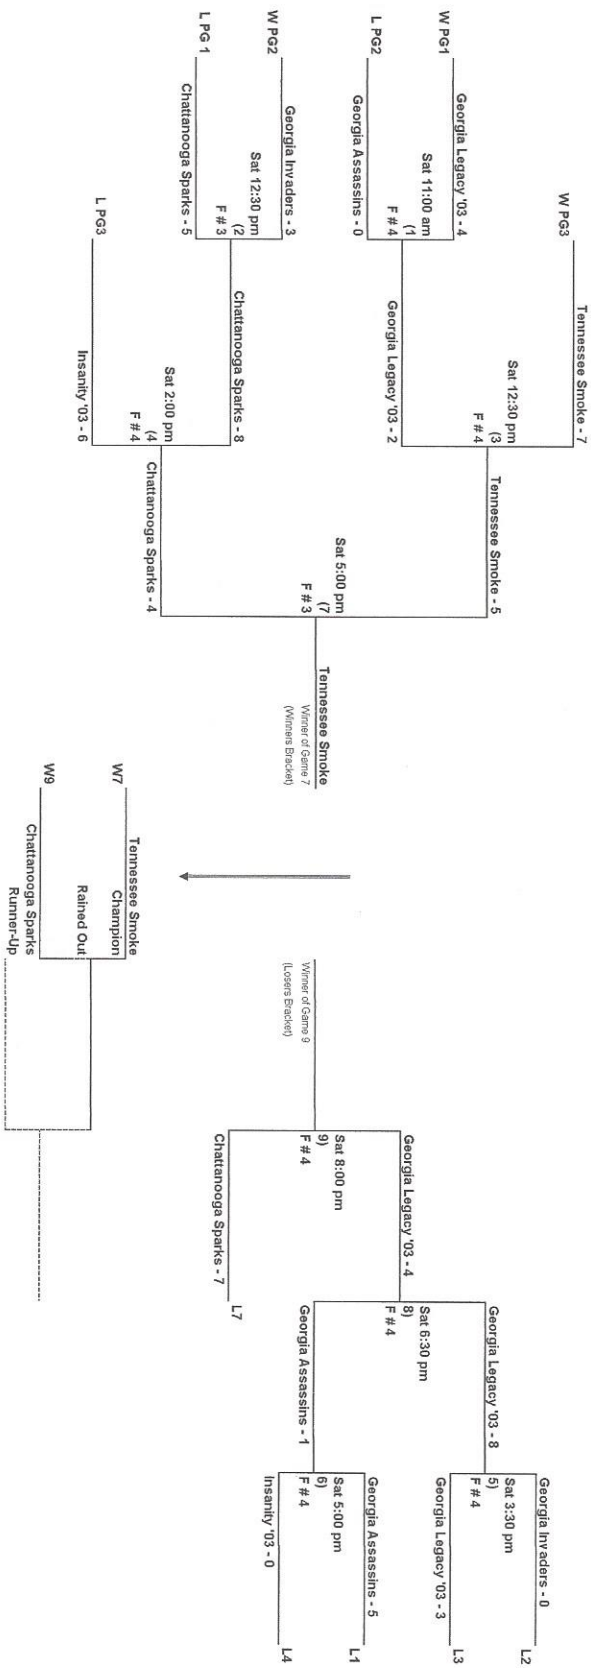 W PG3
Tennessee Smoke - 7
W PG1
Georgia Legacy '03 - 4
Sat 11:00 am
(1
F # 4
L PG2
Georgia Assassins - 0
Sat 12:30 pm
(3
F # 4
Georgia Legacy '03 - 2
Tennessee Smoke - 5
W PG2
Georgia Invaders - 3
Sat 12:30 pm
(2
F # 3
L PG 1
Chattanooga Sparks - 5
Chattanooga Sparks - 8
Sat 2:00 pm
(4
F # 4
L PG3
Insanity '03 - 6
Chattanooga Sparks - 4
Sat 5:00 pm
(7
F # 3
Tennessee Smoke
Winner of Game 7
(Winners Bracket)
W7
Tennessee Smoke
Champion
Rained Out
W9
Chattanooga Sparks
Runner-Up
Winner of Game 9
(Losers Bracket)
Georgia Legacy '03 - 4
Sat 8:00 pm
9)
F # 4
Chattanooga Sparks - 7
L7
Georgia Legacy '03 - 8
Sat 6:30 pm
8)
F # 4
Georgia Assassins - 1
Georgia Invaders - 0
L2
Sat 3:30 pm
5)
F # 4
Georgia Legacy '03 - 3
L3
Georgia Assassins - 5
L1
Sat 5:00 pm
6)
F # 4
Insanity '03 - 0
L4